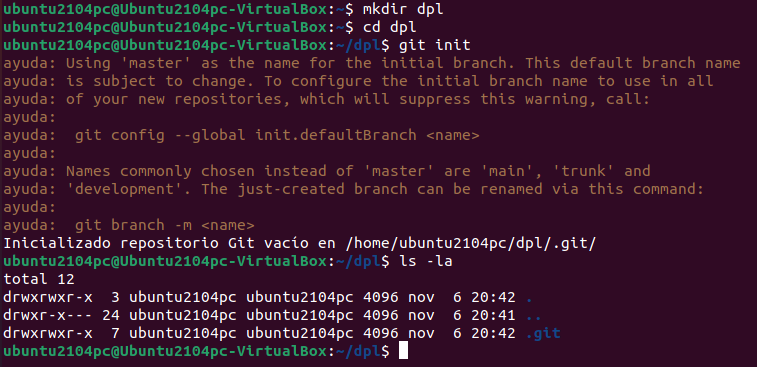 ubuntu2104pc@Ubuntu2104pc-VirtualBox:~$ mkdir dpl
ubuntu2104pc@Ubuntu2104pc-VirtualBox:~$ cd dpl
ubuntu2104pc@Ubuntu2104pc-VirtualBox:~/dpl$ git init
ayuda: Using 'master' as the name for the initial branch. This default branch name
ayuda: is subject to change. To configure the initial branch name to use in all
ayuda: of your new repositories, which will suppress this warning, call:
ayuda:
ayuda:  git config --global init.defaultBranch <name>
ayuda:
ayuda: Names commonly chosen instead of 'master' are 'main', 'trunk' and
ayuda: 'development'. The just-created branch can be renamed via this command:
ayuda:
ayuda:  git branch -m <name>
Inicializado repositorio Git vacío en /home/ubuntu2104pc/dpl/.git/
ubuntu2104pc@Ubuntu2104pc-VirtualBox:~/dpl$ ls -la
total 12
drwxrwxr-x  3 ubuntu2104pc ubuntu2104pc 4096 nov  6 20:42 .
drwxr-x--- 24 ubuntu2104pc ubuntu2104pc 4096 nov  6 20:41 ..
drwxrwxr-x  7 ubuntu2104pc ubuntu2104pc 4096 nov  6 20:42 .git
ubuntu2104pc@Ubuntu2104pc-VirtualBox:~/dpl$